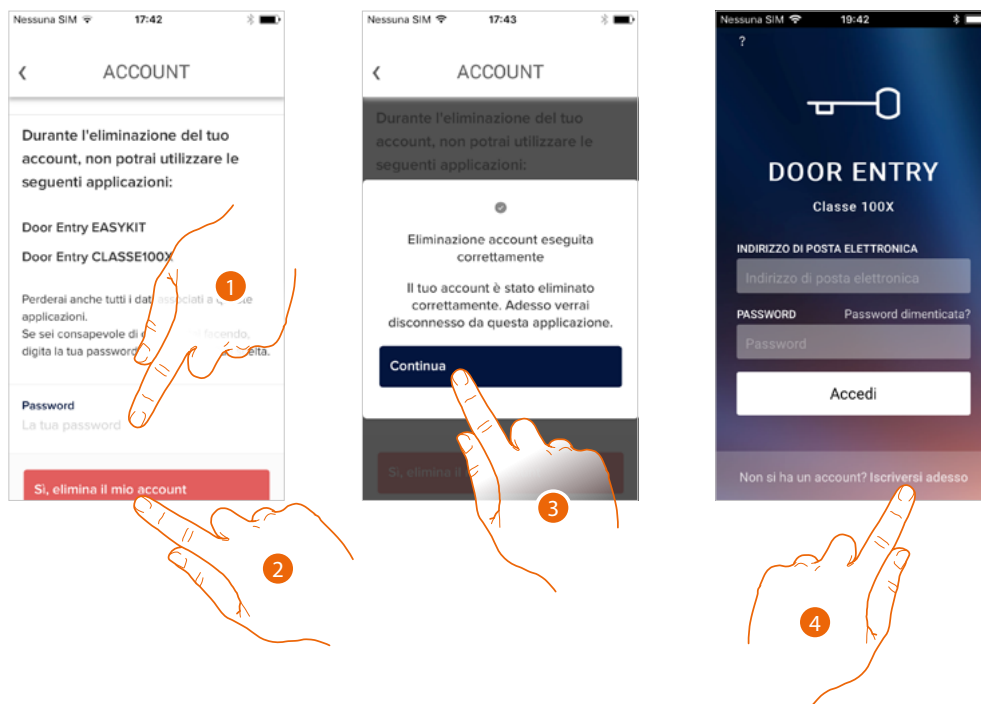 Nessuna SIM 17:42
ACCOUNT
Durante l'eliminazione del tuo
account, non potrai utilizzare le
seguenti applicazioni:
Door Entry EASYKIT
Door Entry CLASSE100X
Perderai anche tutti i dati associati a queste
applicazioni.
Se sei consapevole di facendo,
digita la tua password
Password
La tua password
Sì, elimina il mio account
1
2
Nessuna SIM 17:43
ACCOUNT
Durante l'eliminazione del tuo
account, non potrai utilizzare le
seguenti applicazioni:
Eliminazione account eseguita
correttamente
Il tuo account è stato eliminato
correttamente. Adesso verrai
disconnesso da questa applicazione.
Continua
Sì, elimina il
3
Nessuna SIM 19:42
?
DOOR ENTRY
Classe 100X
INDIRIZZO DI POSTA ELETTRONICA
Indirizzo di posta elettronica
PASSWORD Password dimenticata?
Password
Accedi
Non si ha un account? Iscriversi adesso
4